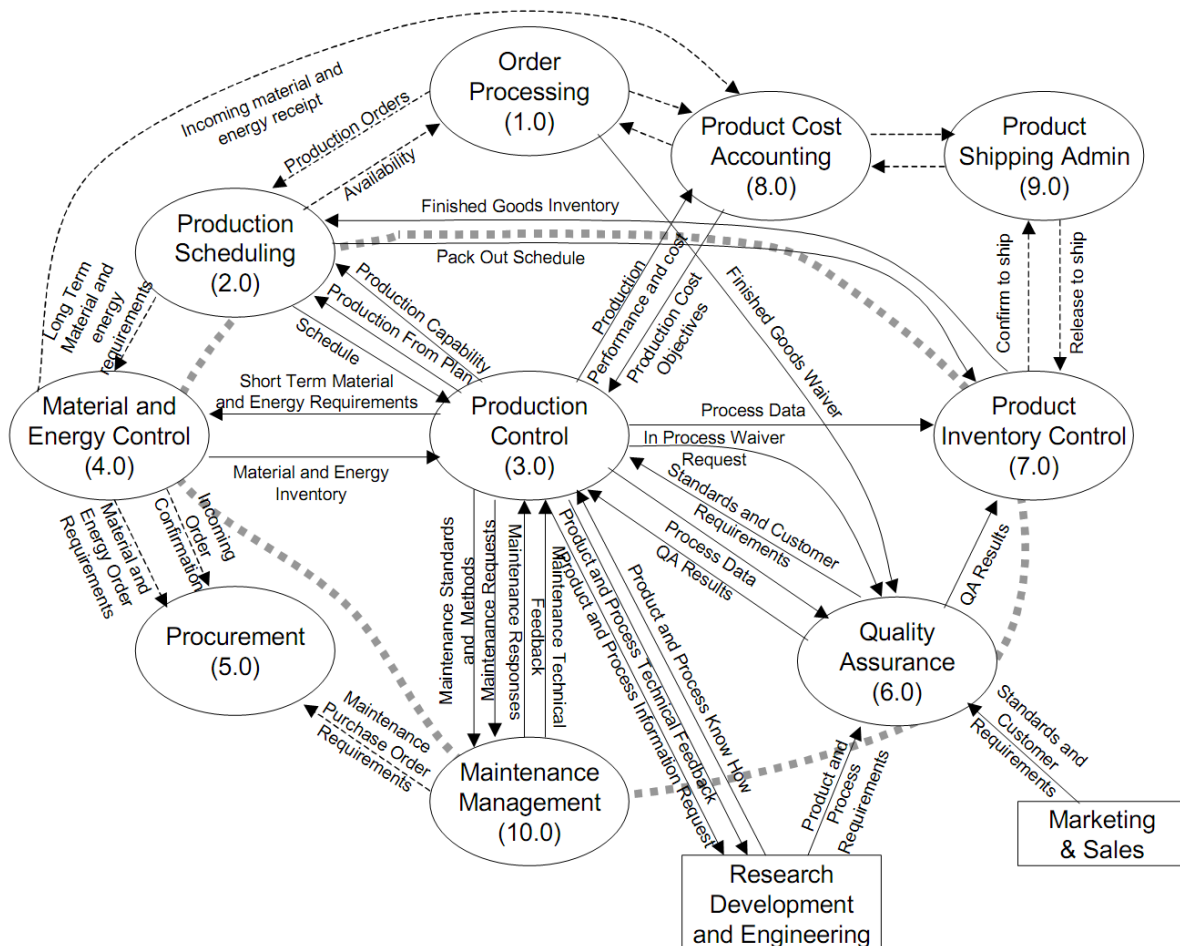 Order
Processing
(1.0)
Product Cost
Accounting
(8.0)
Product
Shipping Admin
(9.0)
Incoming material and
energy receipt
Production Orders
Availability
Production
Scheduling
(2.0)
Finished Goods Inventory
Pack Out Schedule
Long Term
Material and
energy
requirements
Production Capability
Production From Plan
Schedule
Production
Performance and cost
Production Cost
Objectives
Finished Goods Waiver
Confirm to ship
Release to ship
Material and
Energy Control
(4.0)
Short Term Material
and Energy Requirements
Material and Energy
Inventory
Production
Control
(3.0)
Process Data
In Process Waiver
Request
Product
Inventory Control
(7.0)
Standards and Customer
Requirements
Process Data
QA Results
QA Results
Material and
Energy Order
Requirements
Incoming
Order
Confirmation
Procurement
(5.0)
Maintenance Standards
and Methods
Maintenance Requests
Maintenance Responses
Maintenance Technical
Feedback
Product and Process Know How
Product and Process Technical Feedback
Product and Process Information Request
Quality
Assurance
(6.0)
Maintenance
Purchase Order
Requirements
Maintenance
Management
(10.0)
Product and
Process
Requirements
Standards and
Customer
Requirements
Marketing
& Sales
Research
Development
and Engineering